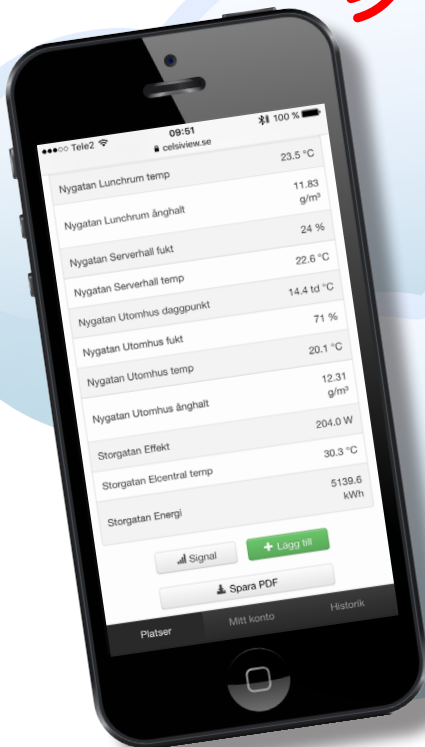 ●●●○○ Tele2
09:51
100 %
celsiview.se
Nygatan Lunchrum temp
23.5 °C
Nygatan Lunchrum ånghalt
11.83
g/m³
Nygatan Serverhall fukt
24 %
Nygatan Serverhall temp
22.6 °C
Nygatan Utomhus daggpunkt
14.4 td °C
Nygatan Utomhus fukt
71 %
Nygatan Utomhus temp
20.1 °C
Nygatan Utomhus ånghalt
12.31
g/m³
Storgatan Effekt
204.0 W
Storgatan Elcentral temp
30.3 °C
Storgatan Energi
5139.6
kWh
Signal
+ Lägg till
Spara PDF
Platser
Mitt konto
Historik